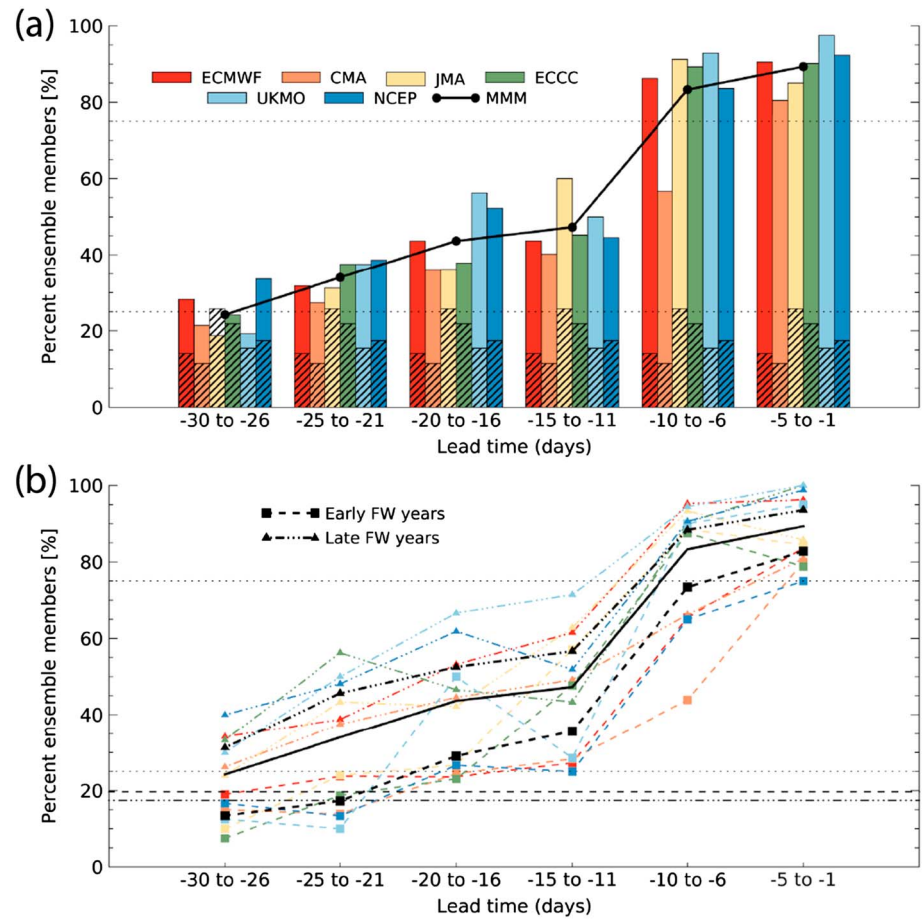 (a)
100
80
60
40
20
0
Percent ensemble members [%]
ECMWF CMA JMA ECCC
UKMO NCEP MMM
-30 to -26 -25 to -21 -20 to -16 -15 to -11 -10 to -6 -5 to -1
Lead time (days)
(b)
100
80
60
40
20
0
Percent ensemble members [%]
Early FW years
Late FW years
-30 to -26 -25 to -21 -20 to -16 -15 to -11 -10 to -6 -5 to -1
Lead time (days)